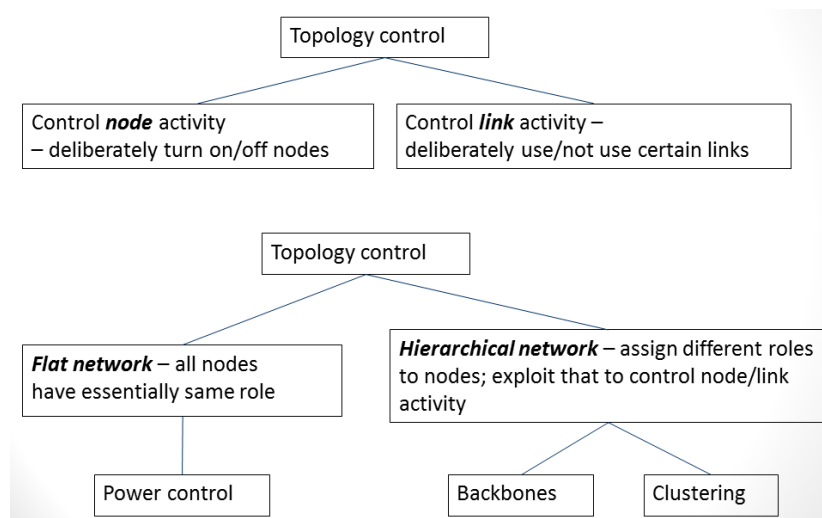 Topology control
Control node activity
– deliberately turn on/off nodes
Control link activity –
deliberately use/not use certain links
Topology control
Flat network – all nodes
have essentially same role
Hierarchical network – assign different roles
to nodes; exploit that to control node/link
activity
Power control
Backbones
Clustering